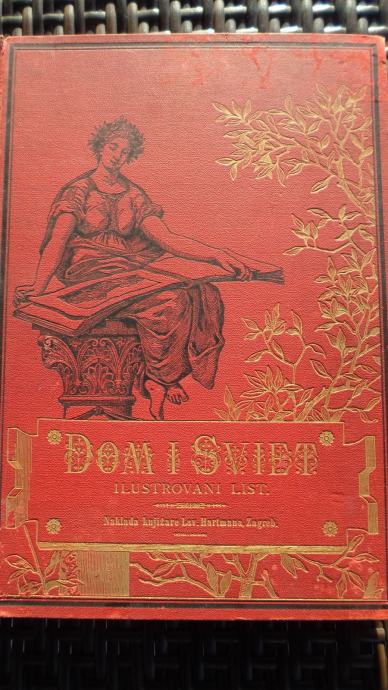 DOM I SVIET
ILUSTROVANI LIST.
Naklada knjižare Lav. Hartmana, Zagreb.